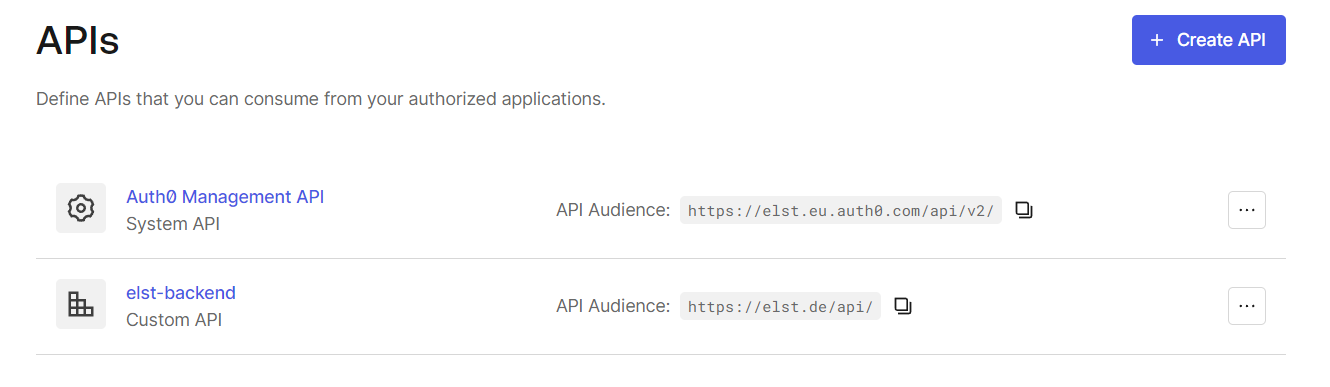 APIs
+ Create API
Define APIs that you can consume from your authorized applications.
Auth0 Management API
System API
API Audience: https://elst.eu.auth0.com/api/v2/
...
elst-backend
Custom API
API Audience: https://elst.de/api/
...